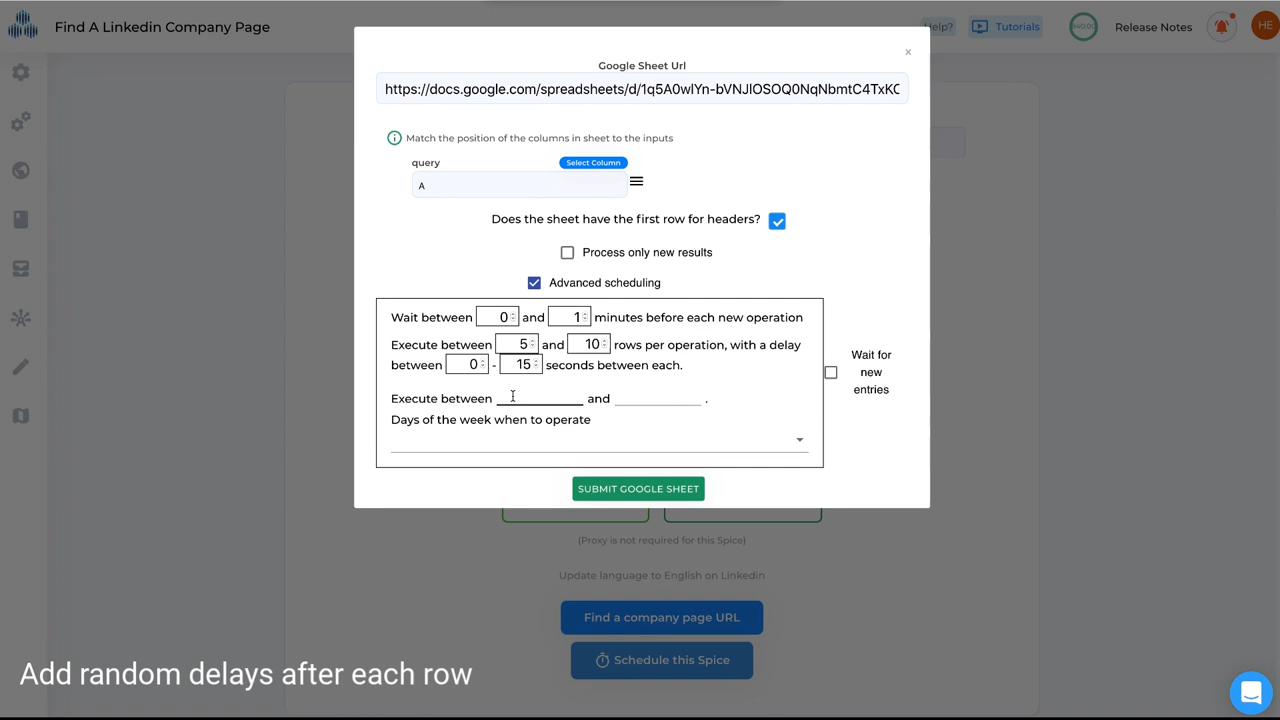 Find A Linkedin Company Page
Help?
Tutorials
Release Notes
HE
×
Google Sheet Url
https://docs.google.com/spreadsheets/d/1q5A0wlYn-bVNJlOSOQ0NqNbmtC4TxKC
Match the position of the columns in sheet to the inputs
query
Select Column
A
Does the sheet have the first row for headers?
Process only new results
Advanced scheduling
Wait between 0 and 1 minutes before each new operation
Execute between 5 and 10 rows per operation, with a delay
between 0 - 15 seconds between each.
Execute between and .
Days of the week when to operate
Wait for
new
entries
SUBMIT GOOGLE SHEET
(Proxy is not required for this Spice)
Update language to English on Linkedin
Find a company page URL
Schedule this Spice
Add random delays after each row